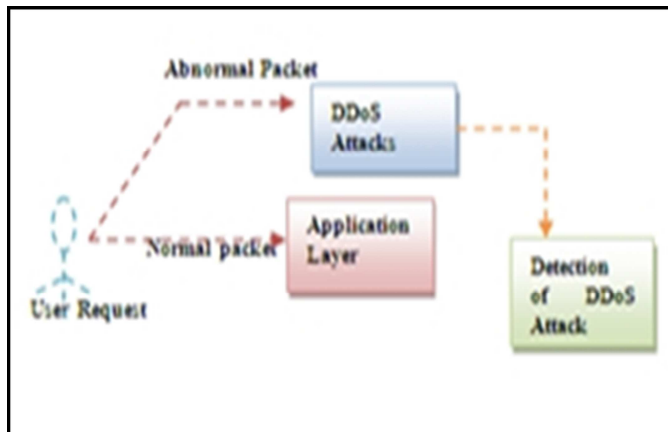 Abnormal Packet
DDoS
Attacks
Normal packet
Application
Layer
User Request
Detection
of DDoS
Attack